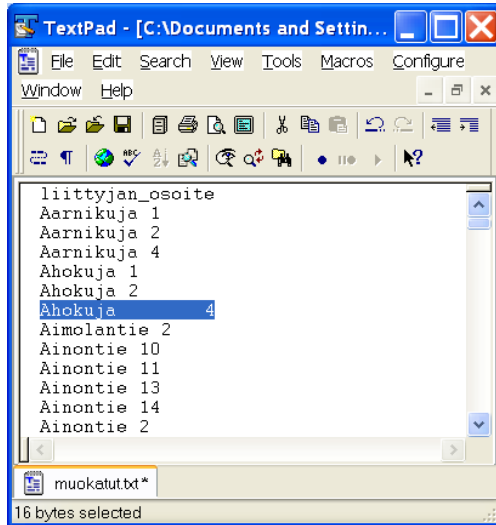 TextPad - [C:\Documents and Settin...
File Edit Search View Tools Macros Configure
Window Help
liittyjan_osoite
Aarnikuja 1
Aarnikuja 2
Aarnikuja 4
Ahokuja 1
Ahokuja 2
Ahokuja        4
Aimolantie 2
Ainontie 10
Ainontie 11
Ainontie 13
Ainontie 14
Ainontie 2
muokatut.txt*
16 bytes selected